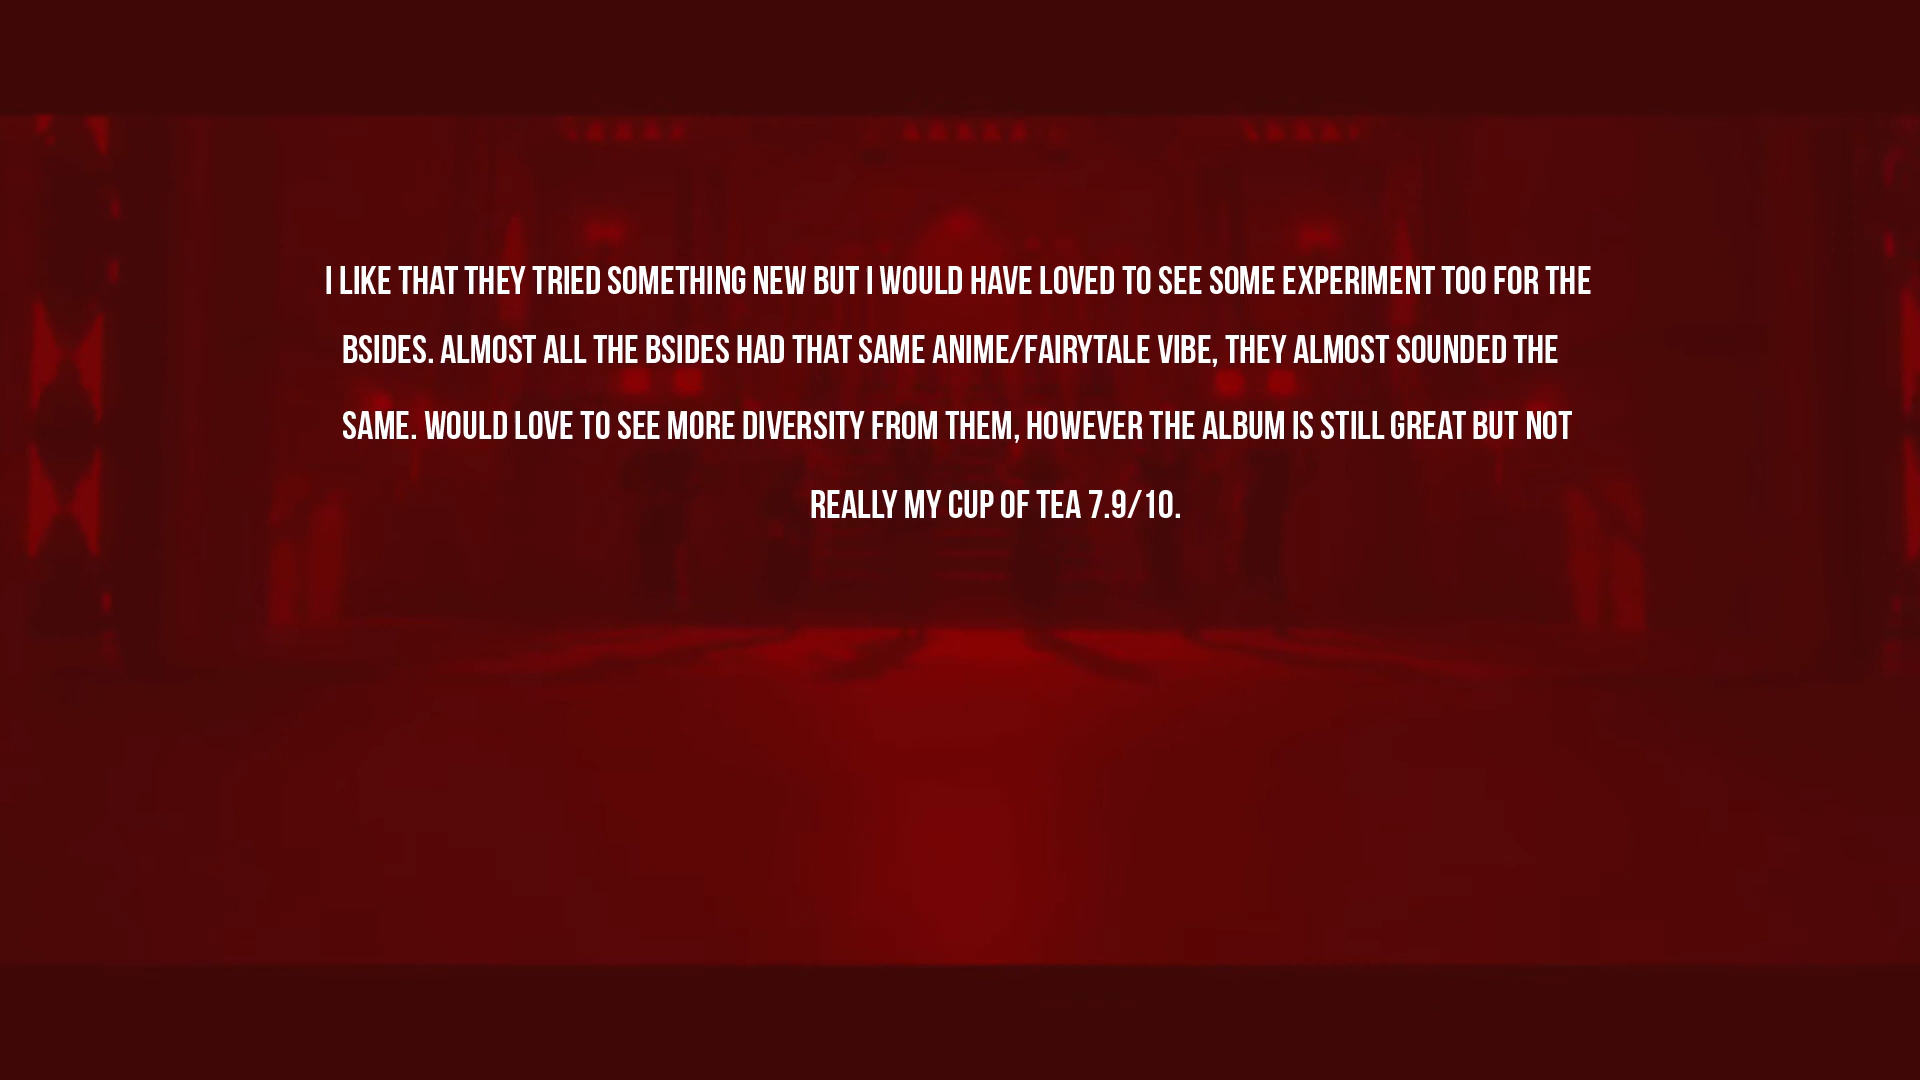 I LIKE THAT THEY TRIED SOMETHING NEW BUT I WOULD HAVE LOVED TO SEE SOME EXPERIMENT TOO FOR THE
BSIDES. ALMOST ALL THE BSIDES HAD THAT SAME ANIME/FAIRYTALE VIBE, THEY ALMOST SOUNDED THE
SAME. WOULD LOVE TO SEE MORE DIVERSITY FROM THEM, HOWEVER THE ALBUM IS STILL GREAT BUT NOT
REALLY MY CUP OF TEA 7.9/10.